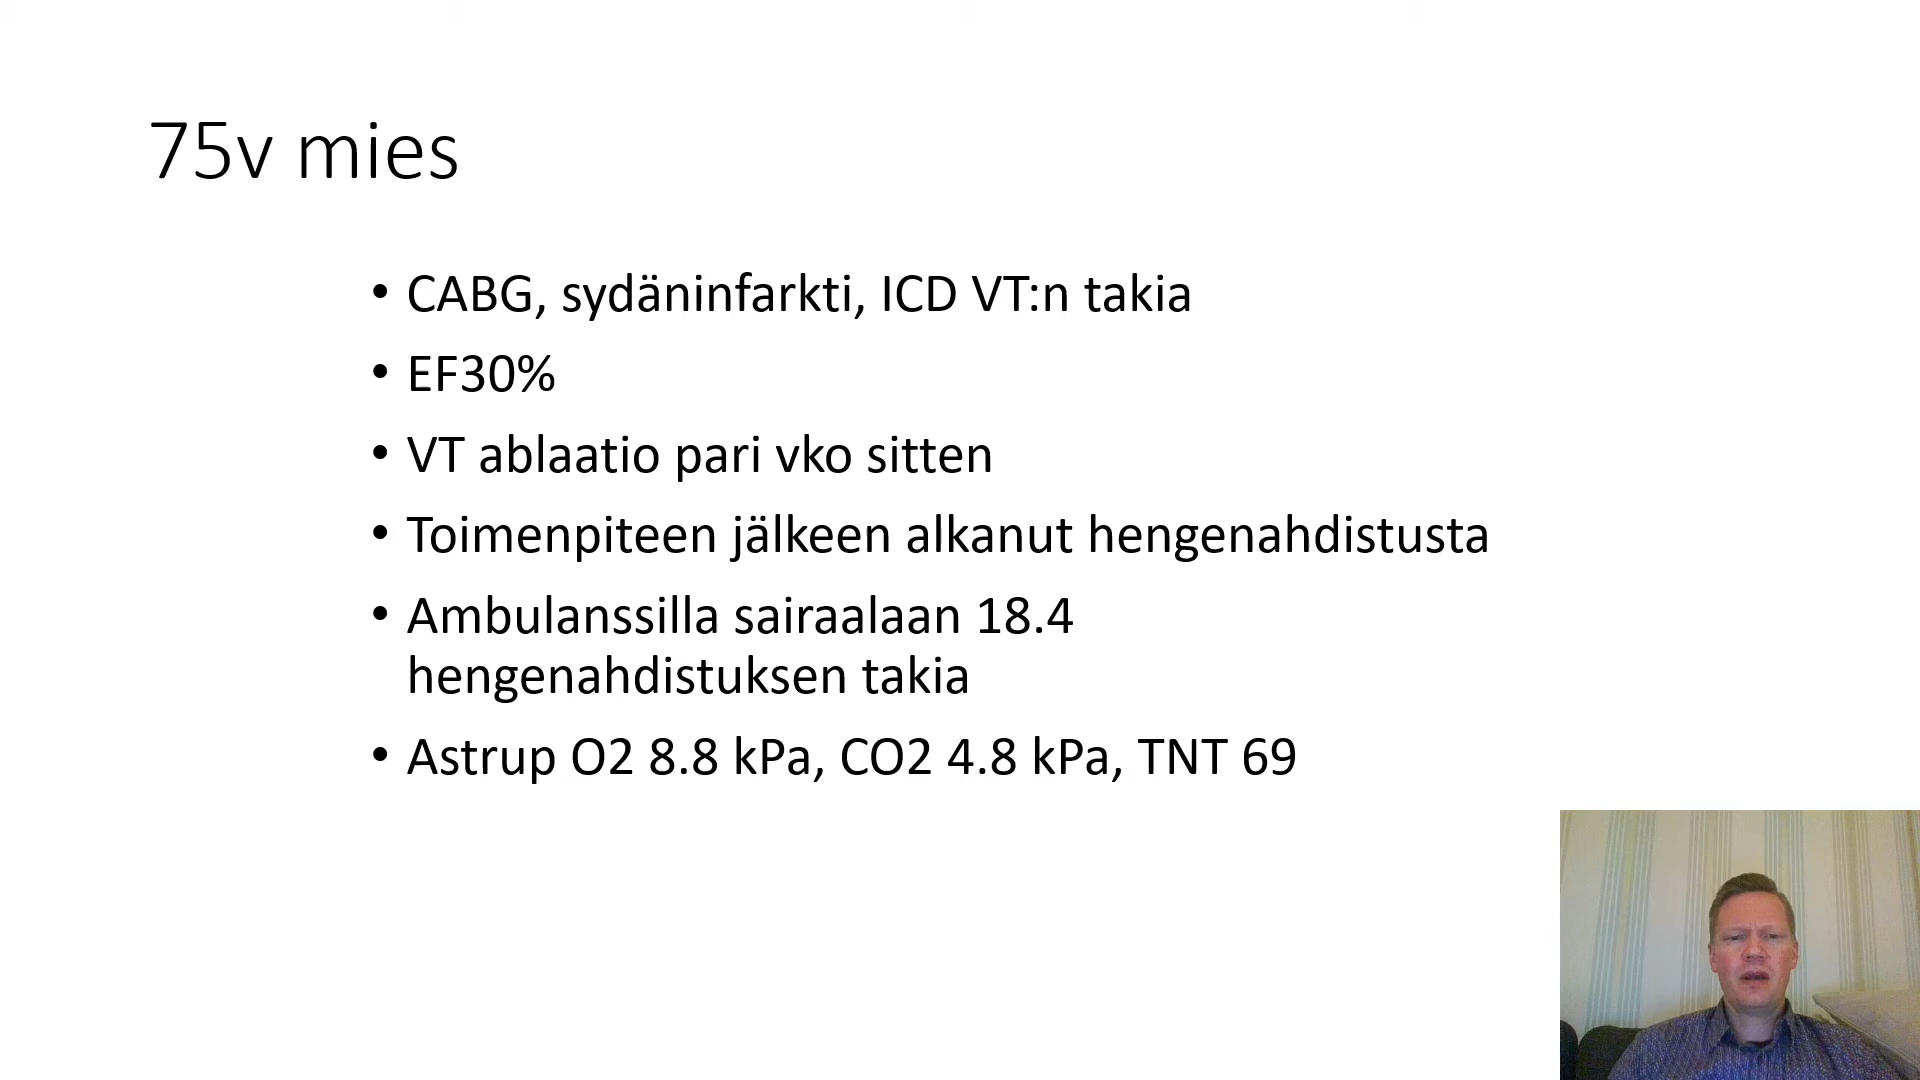 75v mies
• CABG, sydäninfarkti, ICD VT:n takia
• EF30%
• VT ablaatio pari vko sitten
• Toimenpiteen jälkeen alkanut hengenahdistusta
• Ambulanssilla sairaalaan 18.4
hengenahdistuksen takia
• Astrup O2 8.8 kPa, CO2 4.8 kPa, TNT 69